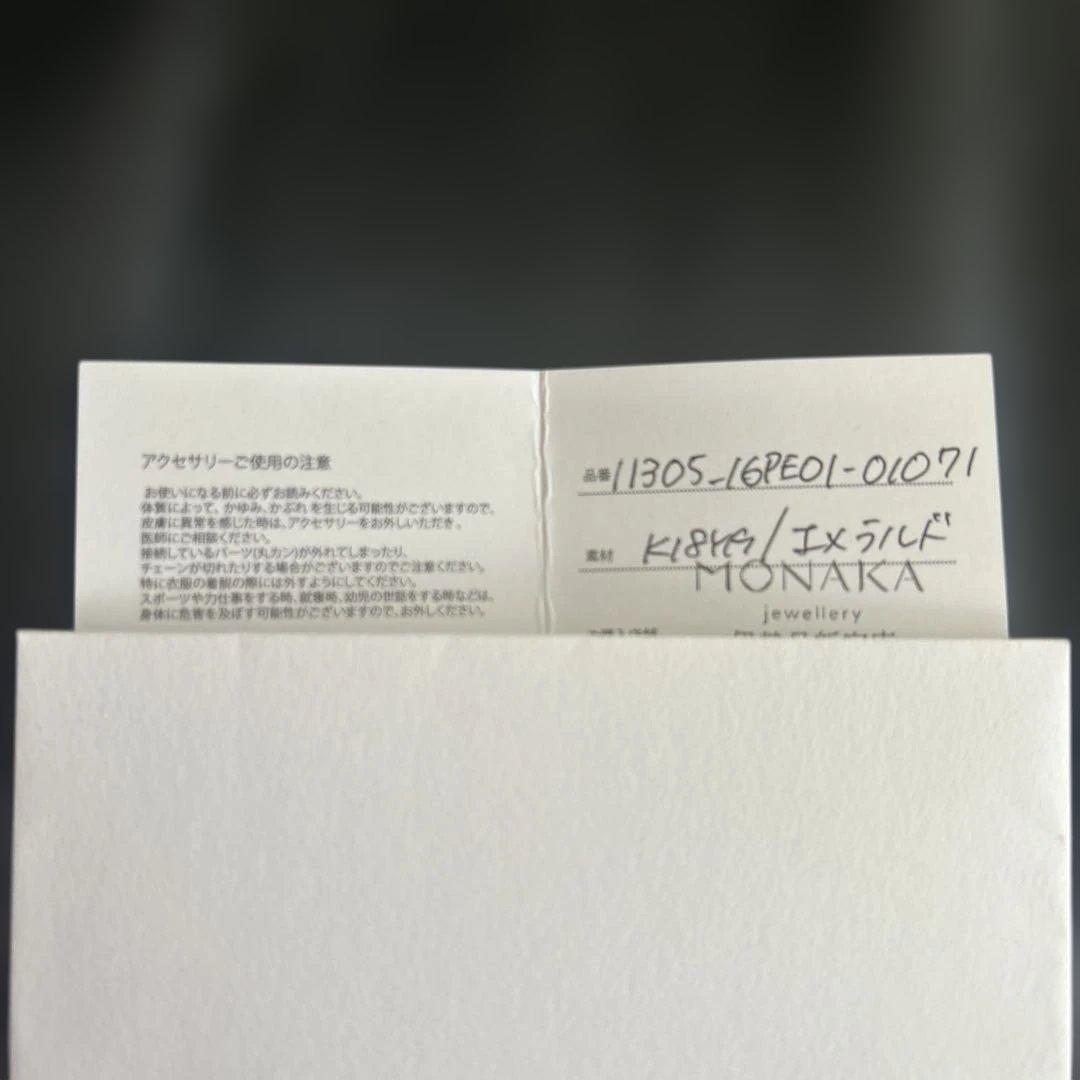 アクセサリーご使用の注意
お使いになる前に必ずお読みください。
体質によって、かゆみ、かぶれを生じる可能性がございますので、
皮膚に異常を感じた時は、アクセサリーをお外しいただき、
医師にご相談ください。
接続しているパーツ(丸カン)が外れてしまったり、
チェーンが切れたりする場合がございますのでご注意ください。
特に衣服の着脱の際には外すようにしてください。
スポーツや力仕事をする時、就寝時、幼児の世話をする時などは、
身体に危害を及ぼす可能性がございますので、お外しください。
品番 11305-16PE01-01071
素材 K18YG/エメラルド
MONAKA
jewellery